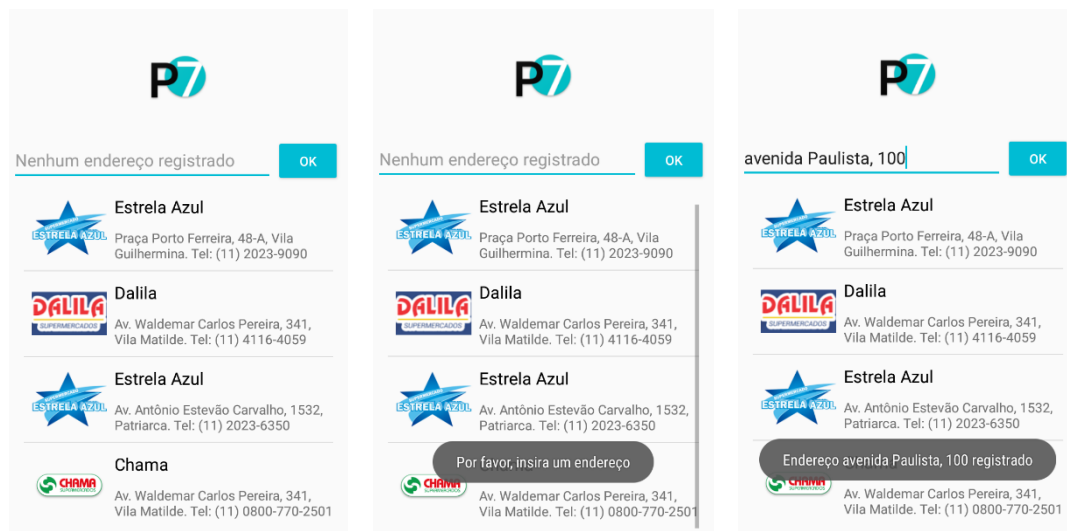 P7
Nenhum endereço registrado
OK
ESTRELA AZUL
Estrela Azul
Praça Porto Ferreira, 48-A, Vila
Guilhermina. Tel: (11) 2023-9090
DALILA
SUPERMERCADOS
Dalila
Av. Waldemar Carlos Pereira, 341,
Vila Matilde. Tel: (11) 4116-4059
ESTRELA AZUL
Estrela Azul
Av. Antônio Estevão Carvalho, 1532,
Patriarca. Tel: (11) 2023-6350
CHAMA
SUPERMERCADOS
Chama
Av. Waldemar Carlos Pereira, 341,
Vila Matilde. Tel: (11) 0800-770-2501
P7
Nenhum endereço registrado
OK
ESTRELA AZUL
Estrela Azul
Praça Porto Ferreira, 48-A, Vila
Guilhermina. Tel: (11) 2023-9090
DALILA
SUPERMERCADOS
Dalila
Av. Waldemar Carlos Pereira, 341,
Vila Matilde. Tel: (11) 4116-4059
ESTRELA AZUL
Estrela Azul
Av. Antônio Estevão Carvalho, 1532,
Patriarca. Tel: (11) 2023-6350
Por favor, insira um endereço
CHAMA
Av. Waldemar Carlos Pereira, 341,
Vila Matilde. Tel: (11) 0800-770-2501
P7
avenida Paulista, 100
OK
ESTRELA AZUL
Estrela Azul
Praça Porto Ferreira, 48-A, Vila
Guilhermina. Tel: (11) 2023-9090
DALILA
SUPERMERCADOS
Dalila
Av. Waldemar Carlos Pereira, 341,
Vila Matilde. Tel: (11) 4116-4059
ESTRELA AZUL
Estrela Azul
Av. Antônio Estevão Carvalho, 1532,
Patriarca. Tel: (11) 2023-6350
Endereço avenida Paulista, 100 registrado
CHAMA
Av. Waldemar Carlos Pereira, 341,
Vila Matilde. Tel: (11) 0800-770-2501